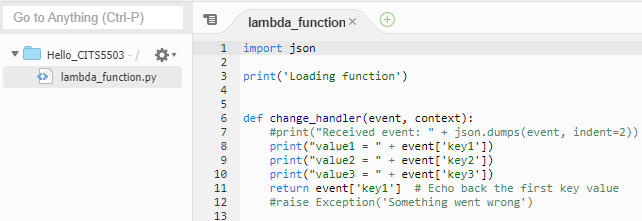 Go to Anything (Ctrl-P)
Hello_CITS5503 - /
lambda_function.py
lambda_function ×
1 import json
2
3 print('Loading function')
4
5
6 def change_handler(event, context):
7     #print("Received event: " + json.dumps(event, indent=2))
8     print("value1 = " + event['key1'])
9     print("value2 = " + event['key2'])
10     print("value3 = " + event['key3'])
11     return event['key1']  # Echo back the first key value
12     #raise Exception('Something went wrong')
13